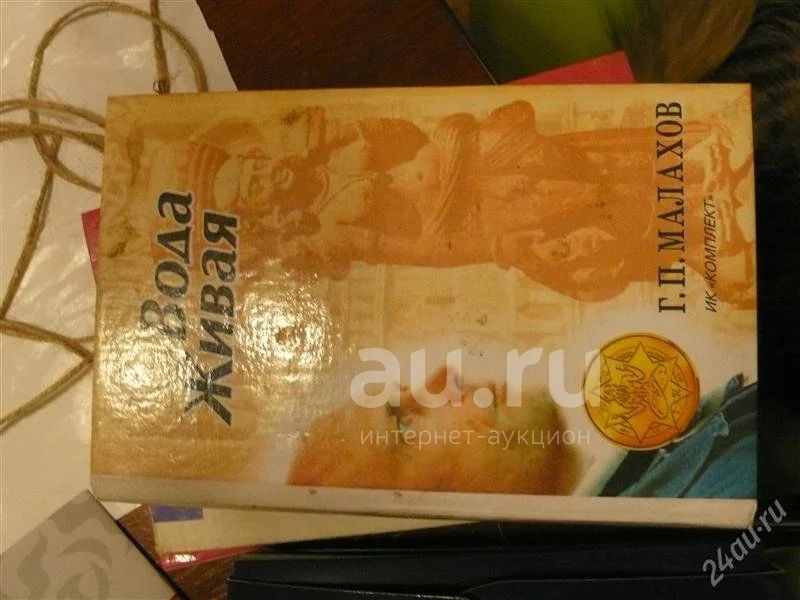 Вода
Живая
Г.П. МАЛАХОВ
ИК «КОМПЛЕКТ»
au.ru
интернет-аукцион
24au.ru